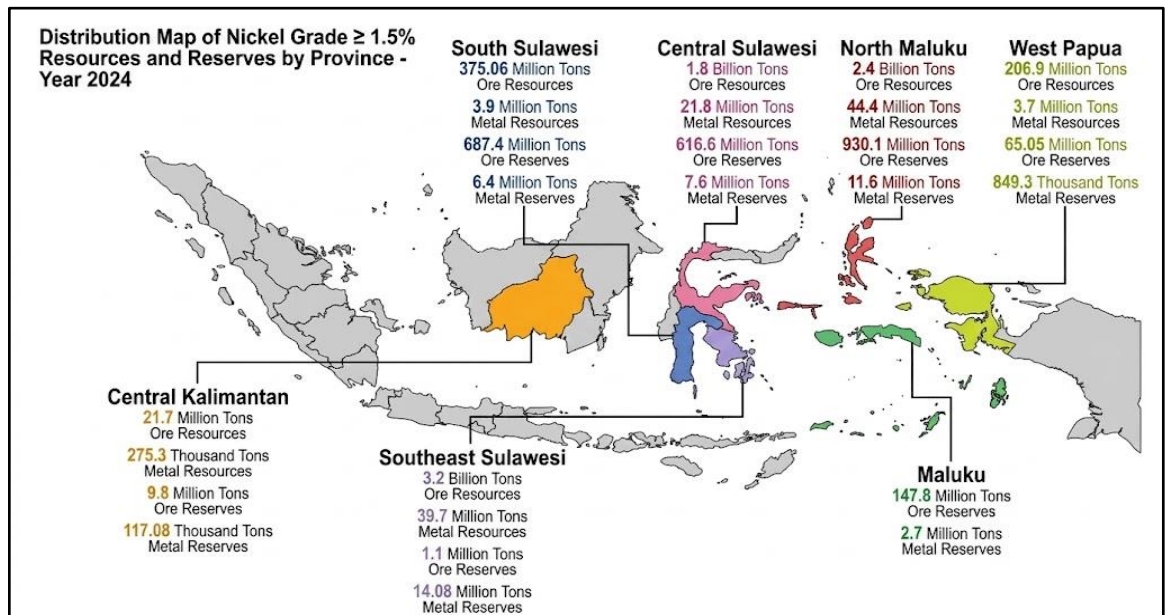 Distribution Map of Nickel Grade ≥ 1.5%
Resources and Reserves by Province -
Year 2024
South Sulawesi
375.06 Million Tons
Ore Resources
3.9 Million Tons
Metal Resources
687.4 Million Tons
Ore Reserves
6.4 Million Tons
Metal Reserves
Central Sulawesi
1.8 Billion Tons
Ore Resources
21.8 Million Tons
Metal Resources
616.6 Million Tons
Ore Reserves
7.6 Million Tons
Metal Reserves
North Maluku
2.4 Billion Tons
Ore Resources
44.4 Million Tons
Metal Resources
930.1 Million Tons
Ore Reserves
11.6 Million Tons
Metal Reserves
West Papua
206.9 Million Tons
Ore Resources
3.7 Million Tons
Metal Resources
65.05 Million Tons
Ore Reserves
849.3 Thousand Tons
Metal Reserves
Central Kalimantan
21.7 Million Tons
Ore Resources
275.3 Thousand Tons
Metal Resources
9.8 Million Tons
Ore Reserves
117.08 Thousand Tons
Metal Reserves
Southeast Sulawesi
3.2 Billion Tons
Ore Resources
39.7 Million Tons
Metal Resources
1.1 Million Tons
Ore Reserves
14.08 Million Tons
Metal Reserves
Maluku
147.8 Million Tons
Ore Reserves
2.7 Million Tons
Metal Reserves